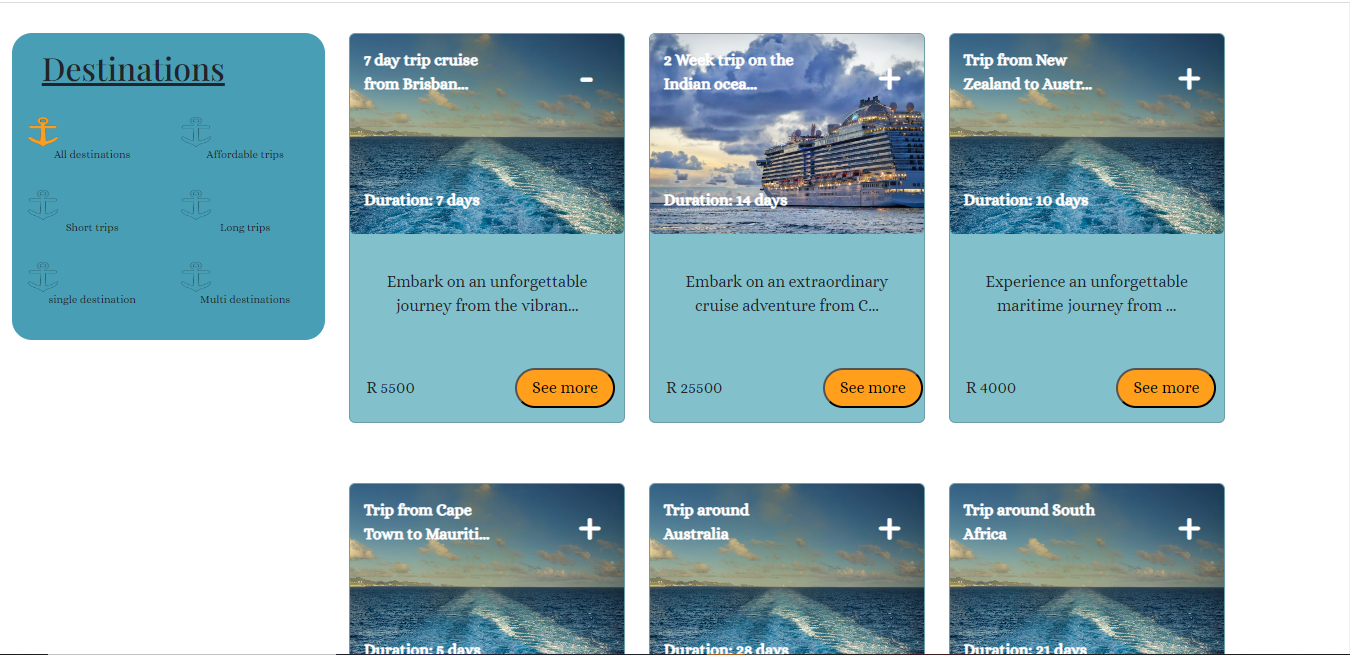 Destinations
All destinations
Affordable trips
Short trips
Long trips
single destination
Multi destinations
7 day trip cruise
from Brisban...
-
Duration: 7 days
Embark on an unforgettable
journey from the vibran...
R 5500
See more
2 Week trip on the
Indian ocea...
+
Duration: 14 days
Embark on an extraordinary
cruise adventure from C...
R 25500
See more
Trip from New
Zealand to Austr...
+
Duration: 10 days
Experience an unforgettable
maritime journey from ...
R 4000
See more
Trip from Cape
Town to Mauriti...
+
Duration: 5 days
Trip around
Australia
+
Duration: 28 days
Trip around South
Africa
+
Duration: 21 days